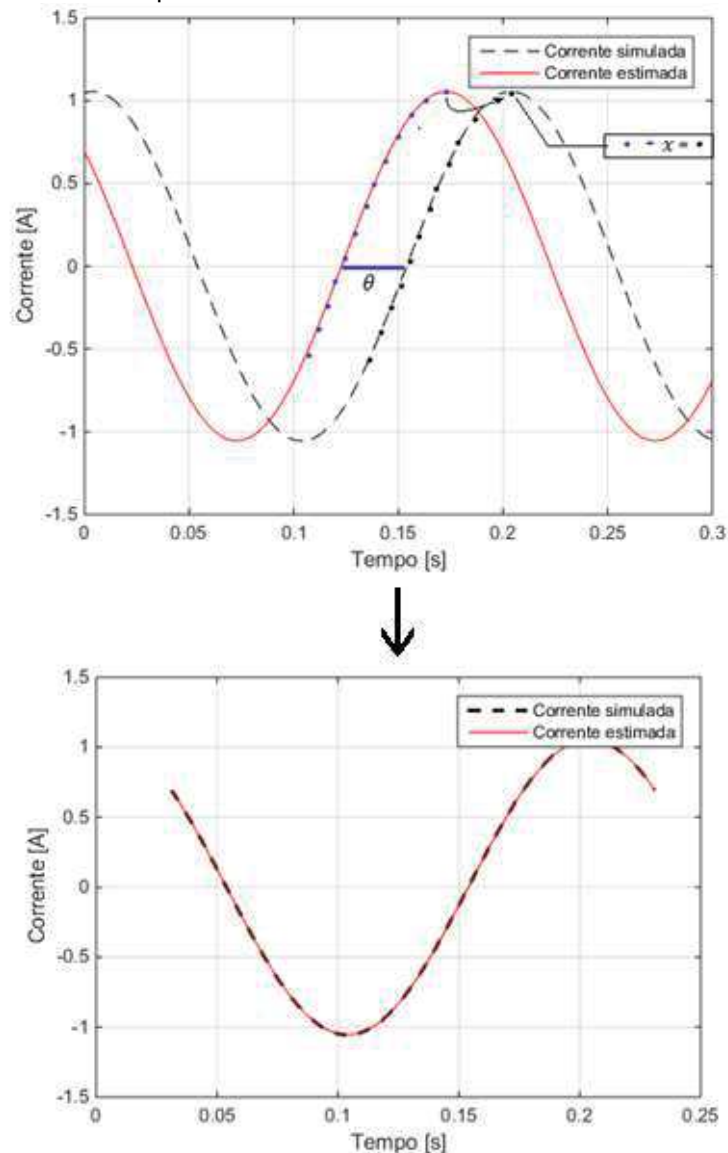 1.5
Corrente simulada
Corrente estimada
1
x =
0.5
Corrente [A]
0
θ
-0.5
-1
-1.5
0 0.05 0.1 0.15 0.2 0.25 0.3
Tempo [s]
1.5
Corrente simulada
Corrente estimada
1
0.5
Corrente [A]
0
-0.5
-1
-1.5
0 0.05 0.1 0.15 0.2 0.25
Tempo [s]